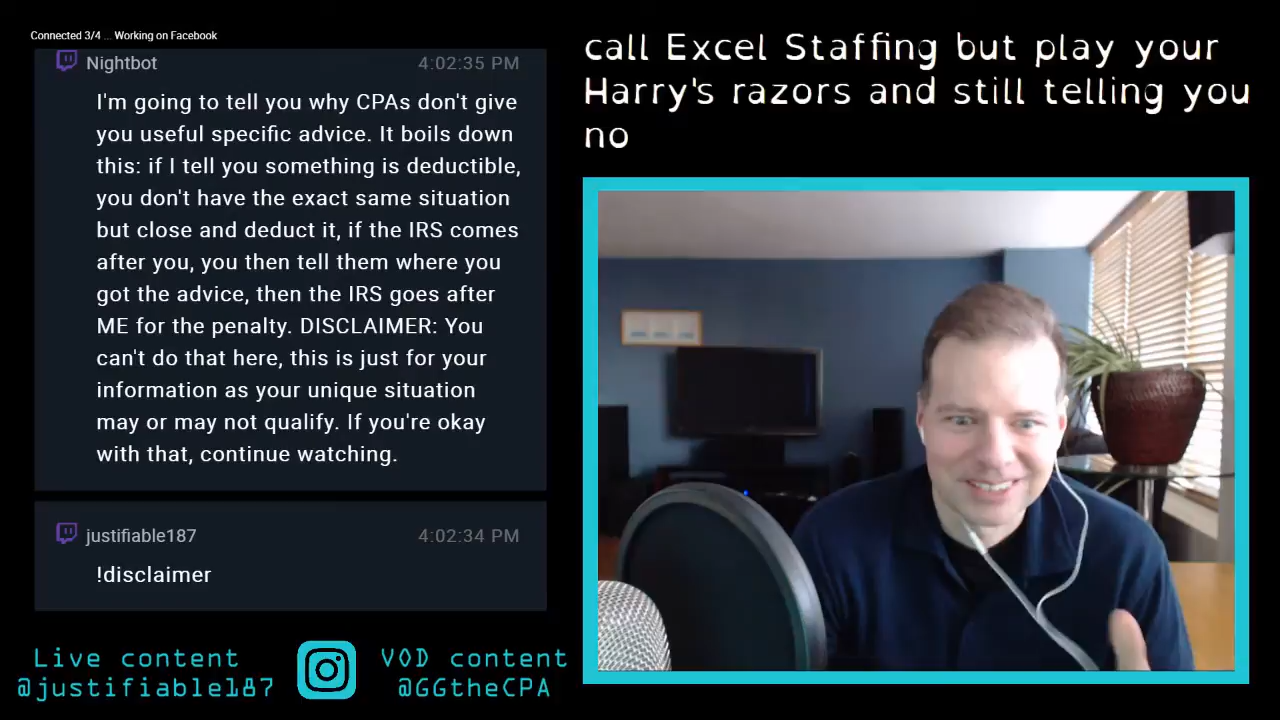 Connected 3/4 ... Working on Facebook
Nightbot
4:02:35 PM
I'm going to tell you why CPAs don't give
you useful specific advice. It boils down
this: if I tell you something is deductible,
you don't have the exact same situation
but close and deduct it, if the IRS comes
after you, you then tell them where you
got the advice, then the IRS goes after
ME for the penalty. DISCLAIMER: You
can't do that here, this is just for your
information as your unique situation
may or may not qualify. If you're okay
with that, continue watching.
justifiable187
4:02:34 PM
!disclaimer
Live content
@justifiable187
VOD content
@GGtheCPA
call Excel Staffing but play your
Harry's razors and still telling you
no